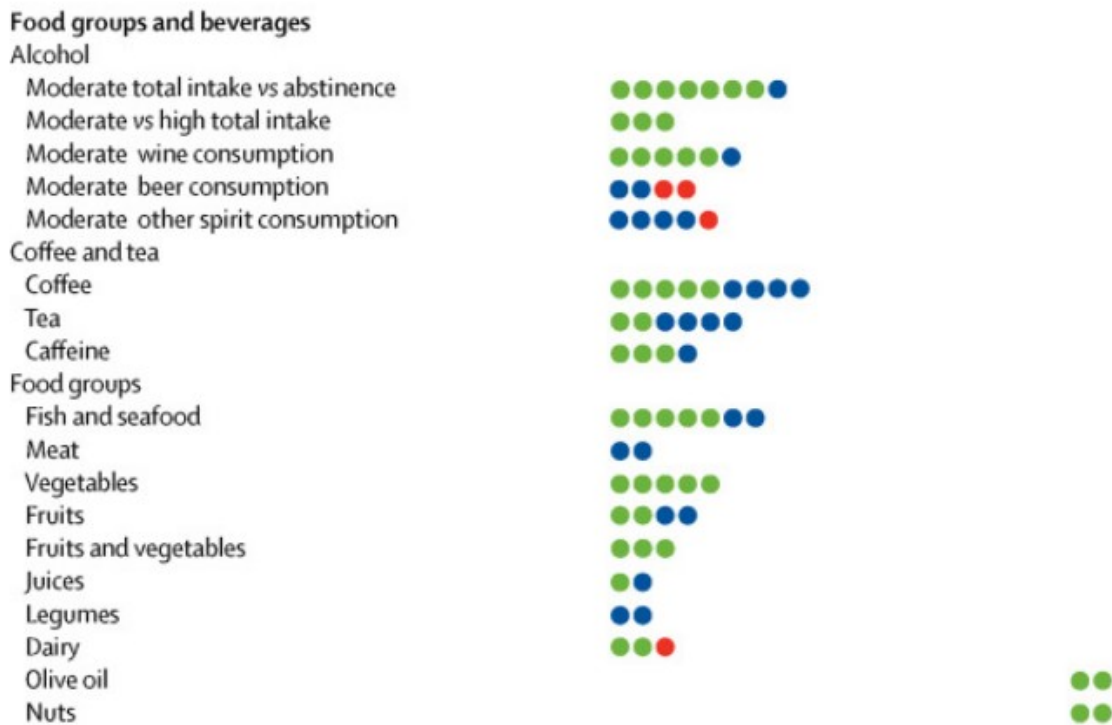 Food groups and beverages
Alcohol
Moderate total intake vs abstinence
Moderate vs high total intake
Moderate wine consumption
Moderate beer consumption
Moderate other spirit consumption
Coffee and tea
Coffee
Tea
Caffeine
Food groups
Fish and seafood
Meat
Vegetables
Fruits
Fruits and vegetables
Juices
Legumes
Dairy
Olive oil
Nuts